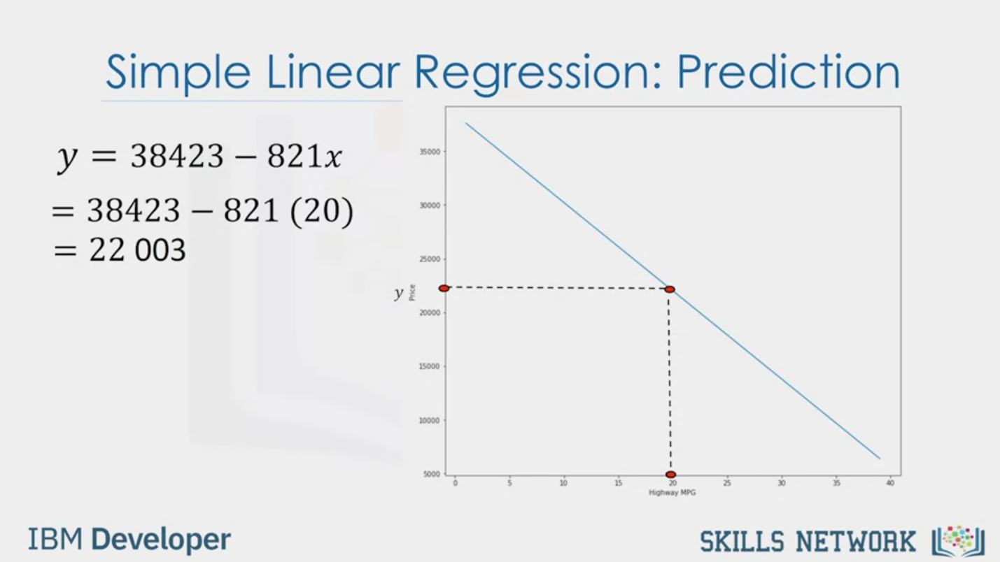 Simple Linear Regression: Prediction
y = 38423 − 821x
= 38423 − 821 (20)
= 22 003
35000
30000
25000
y
Price
20000
15000
10000
5000
0 5 10 15 20 25 30 35 40
Highway MPG
IBM Developer
SKILLS NETWORK